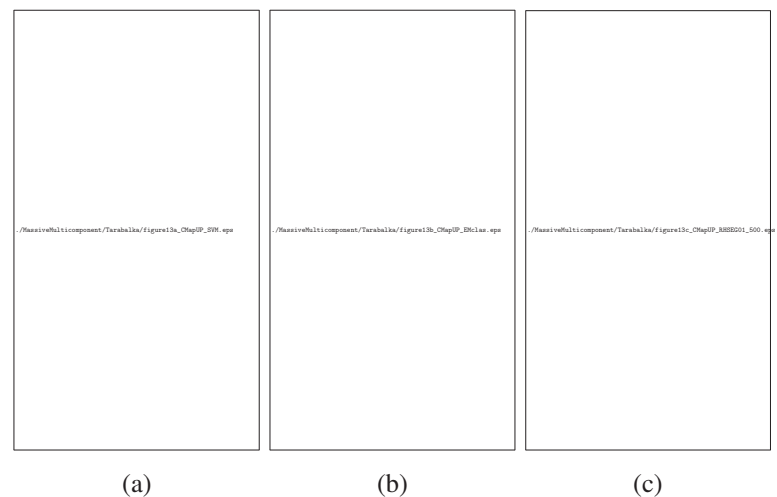 ./MassiveMulticomponent/Tarabalka/figure13a_CMapUP_SVM.eps
./MassiveMulticomponent/Tarabalka/figure13b_CMapUP_EMclas.eps
./MassiveMulticomponent/Tarabalka/figure13c_CMapUP_RHSEG01_500.eps
(a)
(b)
(c)